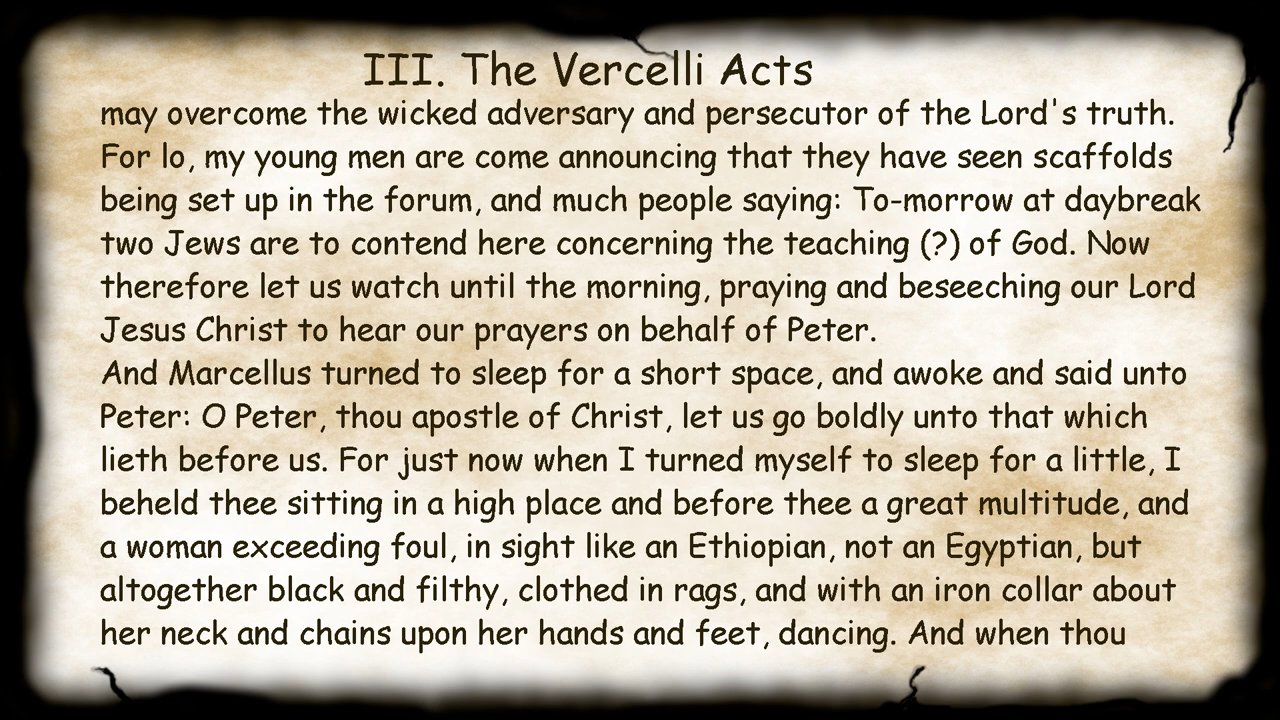 III. The Vercelli Acts
may overcome the wicked adversary and persecutor of the Lord's truth.
For lo, my young men are come announcing that they have seen scaffolds
being set up in the forum, and much people saying: To-morrow at daybreak
two Jews are to contend here concerning the teaching (?) of God. Now
therefore let us watch until the morning, praying and beseeching our Lord
Jesus Christ to hear our prayers on behalf of Peter.
And Marcellus turned to sleep for a short space, and awoke and said unto
Peter: O Peter, thou apostle of Christ, let us go boldly unto that which
lieth before us. For just now when I turned myself to sleep for a little, I
beheld thee sitting in a high place and before thee a great multitude, and
a woman exceeding foul, in sight like an Ethiopian, not an Egyptian, but
altogether black and filthy, clothed in rags, and with an iron collar about
her neck and chains upon her hands and feet, dancing. And when thou